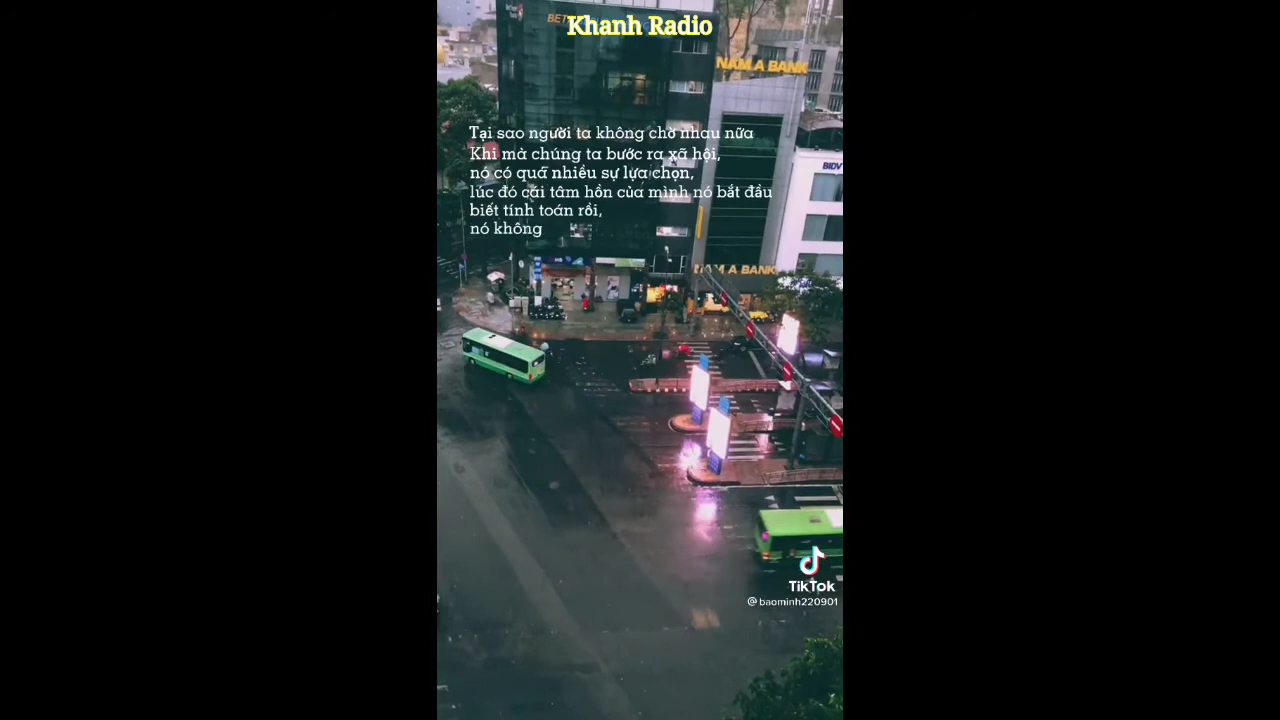 Khanh Radio
NAM A BANK
Tại sao người ta không chờ nhau nữa
Khi mà chúng ta bước ra xã hội,
nó có quá nhiều sự lựa chọn,
lúc đó cái tâm hồn của mình nó bắt đầu
biết tính toán rồi,
nó không
BIDV
NAM A BANK
TikTok
@baominh220901